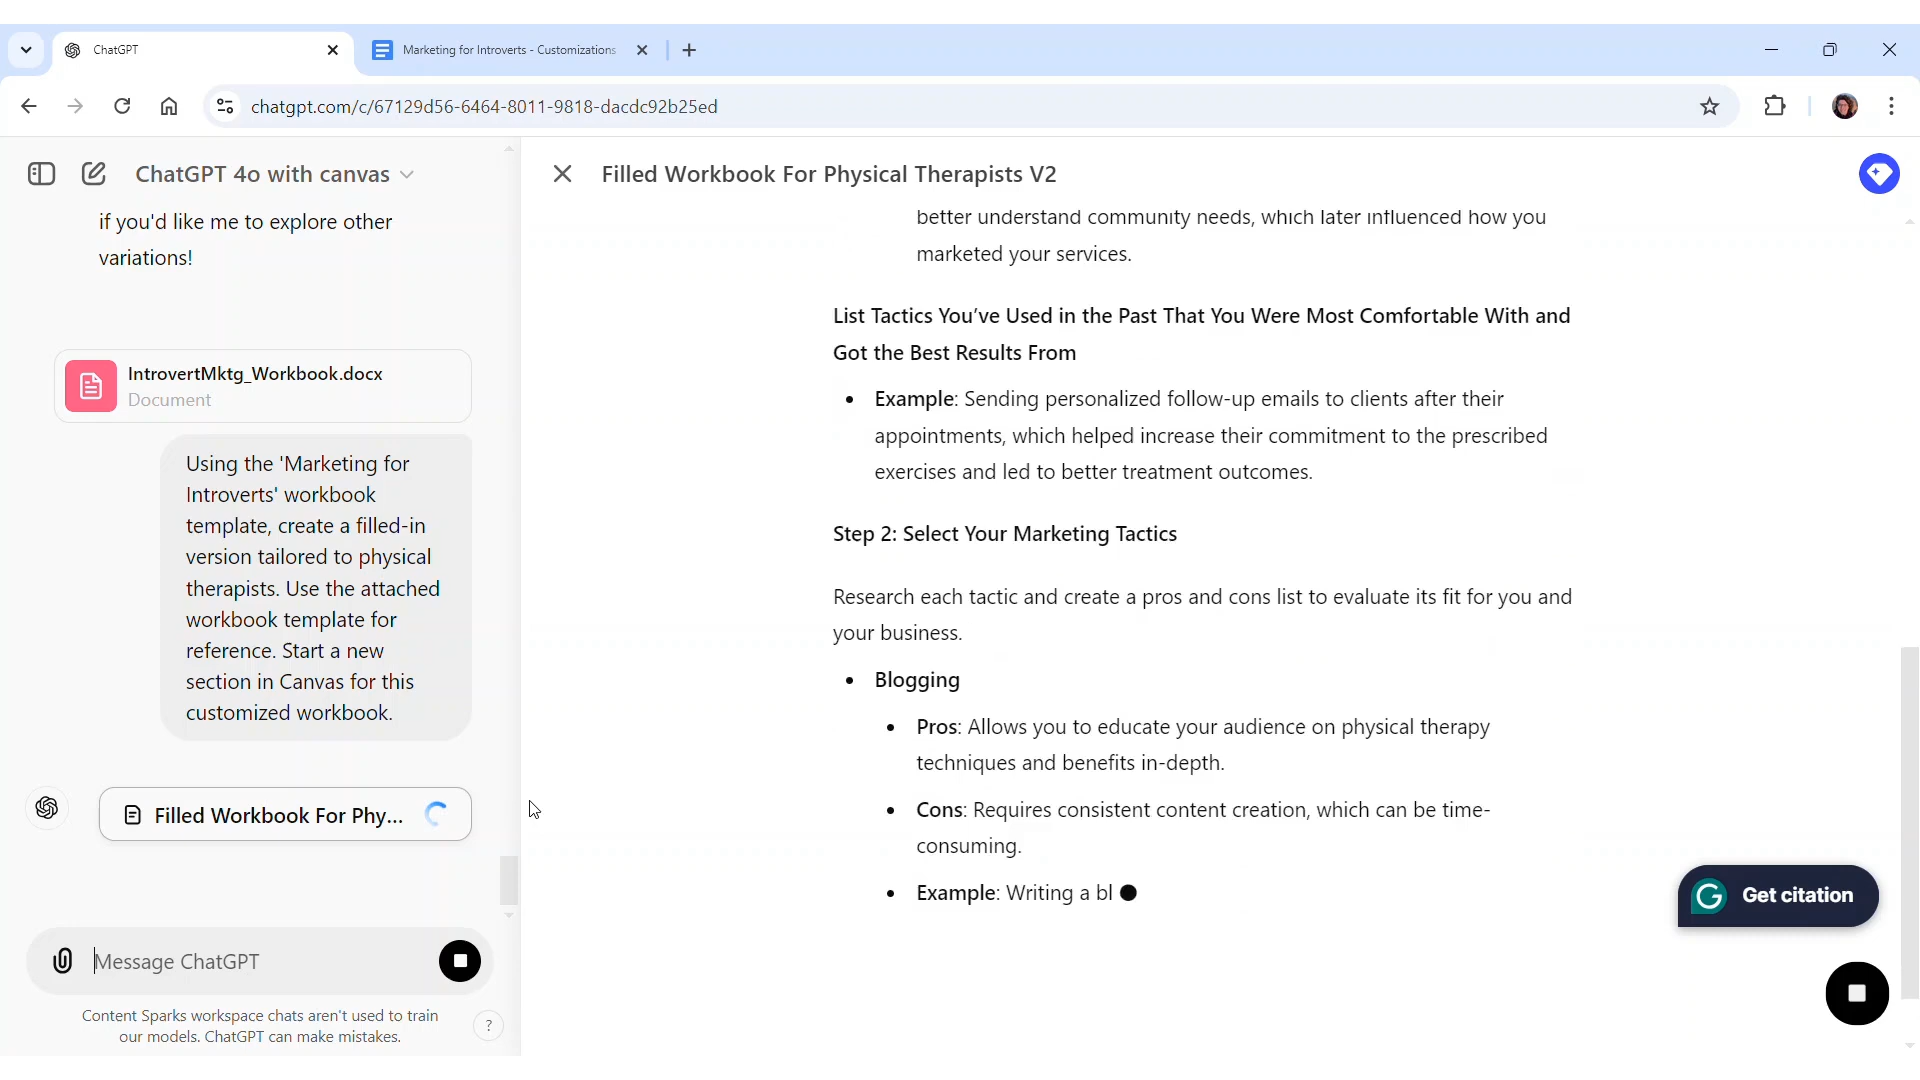 ChatGPT
Marketing for Introverts - Customizations
chatgpt.com/c/67129d56-6464-8011-9818-dacdc92b25ed
ChatGPT 4o with canvas
if you'd like me to explore other
variations!
IntrovertMktg_Workbook.docx
Document
Using the 'Marketing for
Introverts' workbook
template, create a filled-in
version tailored to physical
therapists. Use the attached
workbook template for
reference. Start a new
section in Canvas for this
customized workbook.
Filled Workbook For Phy...
Message ChatGPT
Content Sparks workspace chats aren't used to train
our models. ChatGPT can make mistakes.
?
Filled Workbook For Physical Therapists V2
better understand community needs, which later influenced how you
marketed your services.
List Tactics You’ve Used in the Past That You Were Most Comfortable With and
Got the Best Results From
• Example: Sending personalized follow-up emails to clients after their
appointments, which helped increase their commitment to the prescribed
exercises and led to better treatment outcomes.
Step 2: Select Your Marketing Tactics
Research each tactic and create a pros and cons list to evaluate its fit for you and
your business.
• Blogging
• Pros: Allows you to educate your audience on physical therapy
techniques and benefits in-depth.
• Cons: Requires consistent content creation, which can be time-
consuming.
• Example: Writing a bl
Get citation